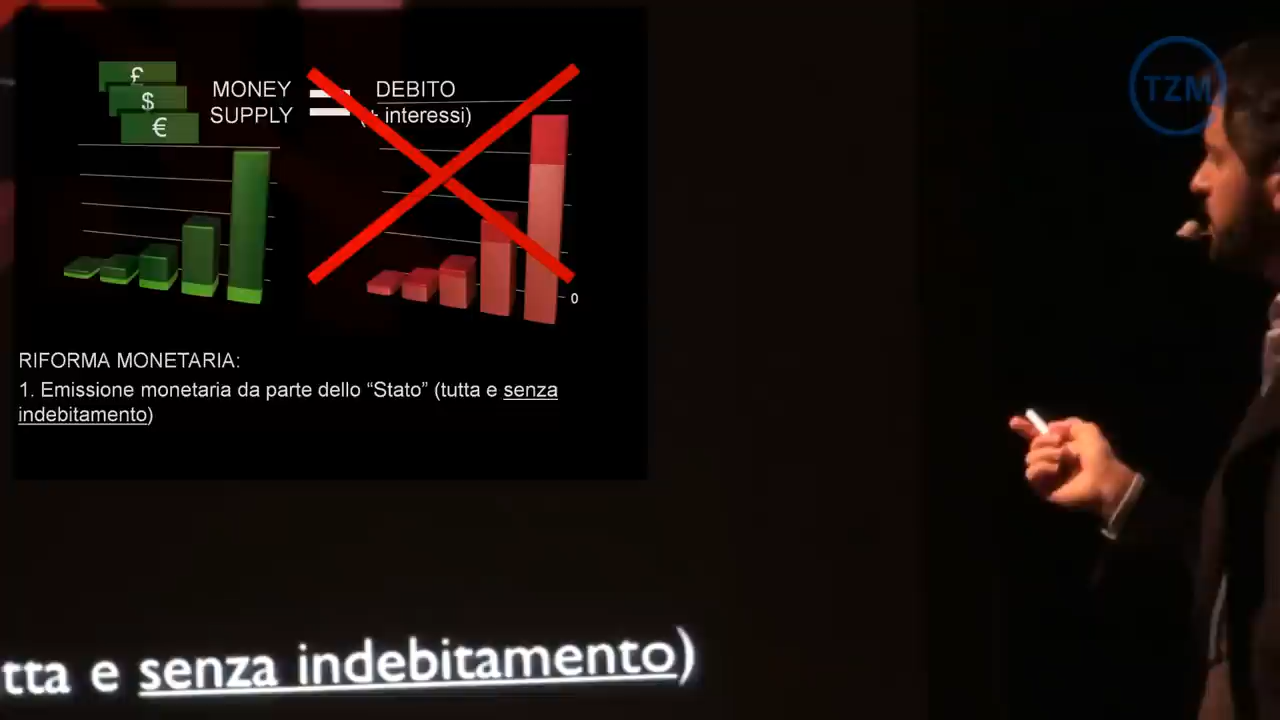 TZM
£
$
€
MONEY
SUPPLY
=
DEBITO
(+ interessi)
0
RIFORMA MONETARIA:
1. Emissione monetaria da parte dello “Stato” (tutta e senza
indebitamento)
tta e senza indebitamento)